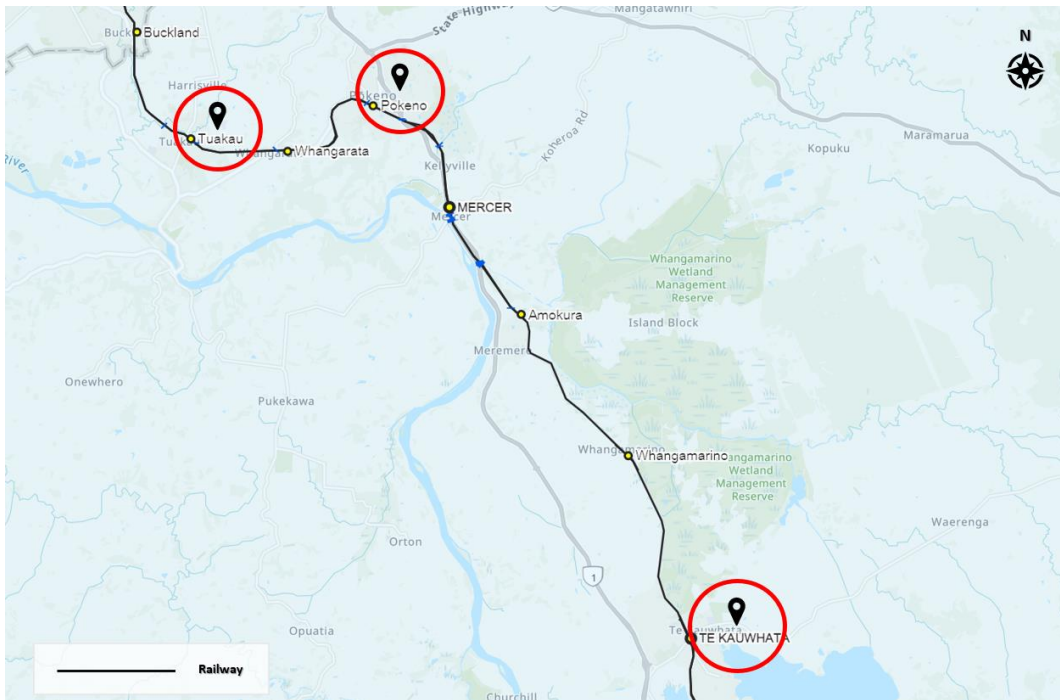 Mangatawhiri
State Highway
Buckland
Buck
N
Harrisville
Pokeno
Pokeno
Tuakau
Tuakau
Whangarata
Koheroa Rd
Kopuku
Maramarua
Kellyville
River
MERCER
Mercer
Whangamarino
Wetland
Management
Reserve
Amokura
Island Block
Meremere
Onewhero
Pukekawa
Whangamarino
Whangamarino
Whangamarino
Wetland
Management
Reserve
Waerenga
Orton
1
Opuatia
TE KAUWHATA
Te Kauwhata
Railway
Churchill